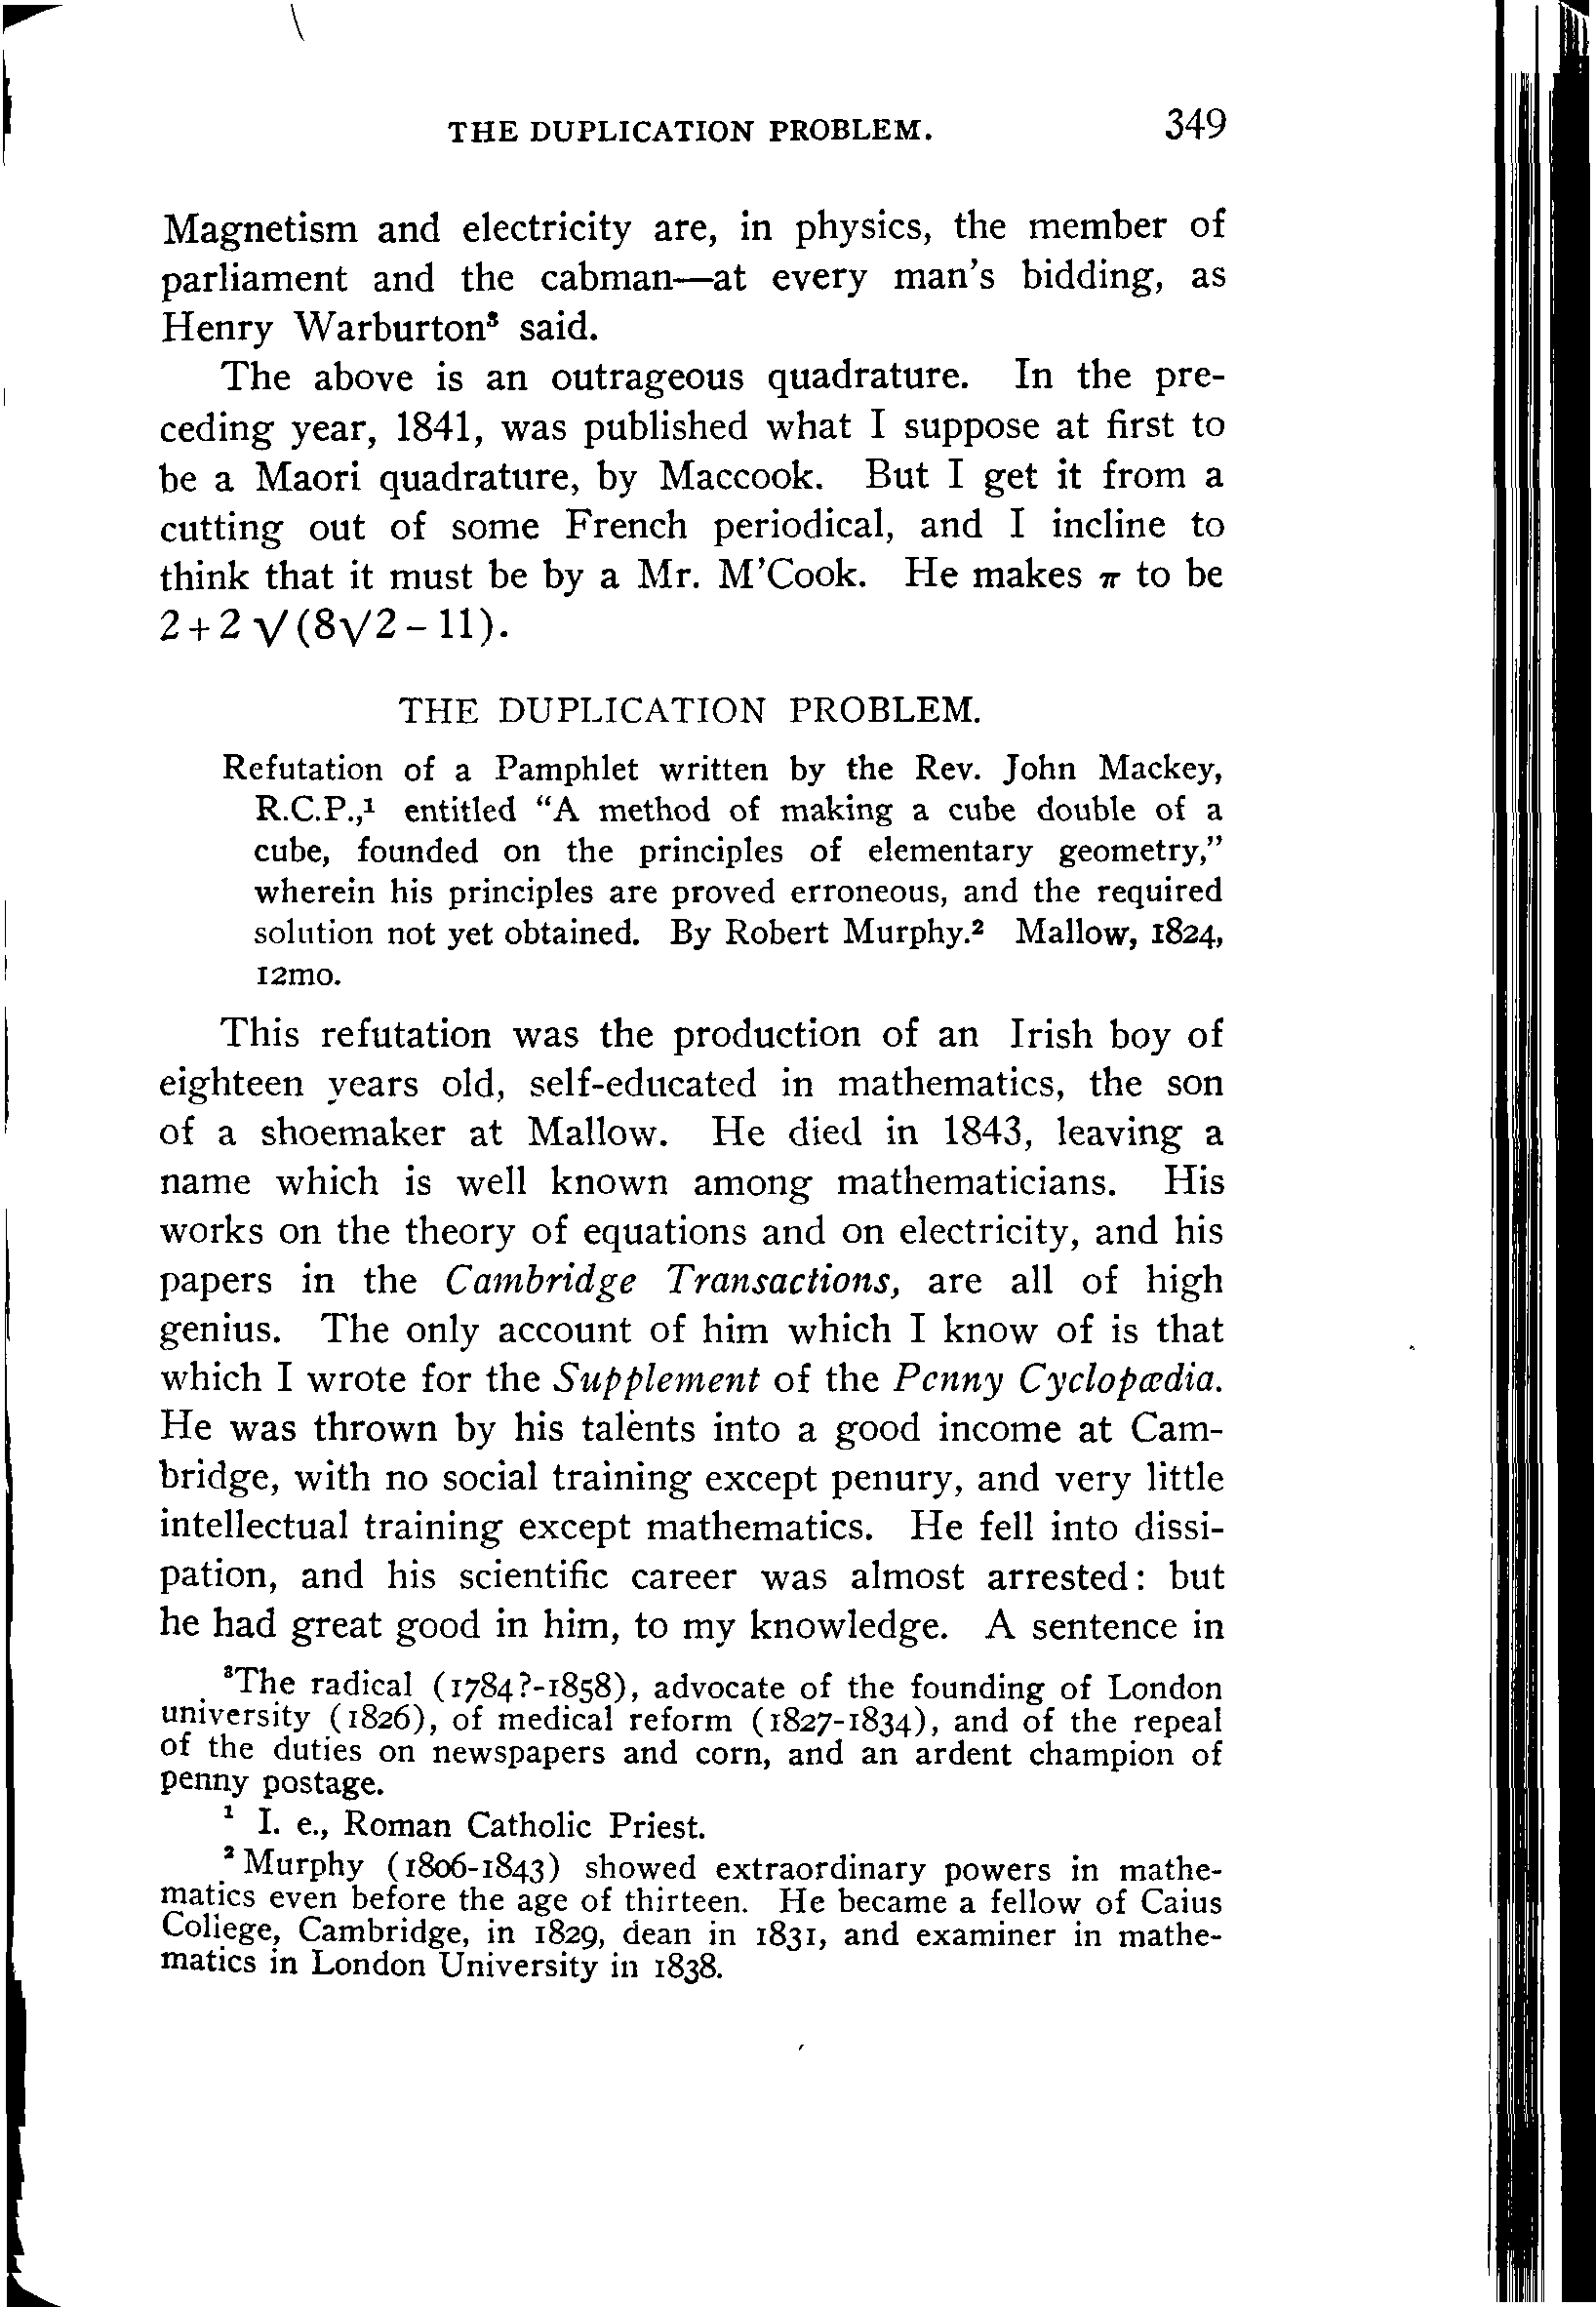 THE DUPLICATION PROBLEM. 349
Magnetism and electricity are, in physics, the member of
parliament and the cabman—at every man's bidding, as
Henry Warburton³ said.
The above is an outrageous quadrature. In the pre-
ceding year, 1841, was published what I suppose at first to
be a Maori quadrature, by Maccook. But I get it from a
cutting out of some French periodical, and I incline to
think that it must be by a Mr. M'Cook. He makes π to be
2+2√(8√2-11).
THE DUPLICATION PROBLEM.
Refutation of a Pamphlet written by the Rev. John Mackey,
R.C.P.,¹ entitled "A method of making a cube double of a
cube, founded on the principles of elementary geometry,"
wherein his principles are proved erroneous, and the required
solution not yet obtained. By Robert Murphy.² Mallow, 1824,
12mo.
This refutation was the production of an Irish boy of
eighteen years old, self-educated in mathematics, the son
of a shoemaker at Mallow. He died in 1843, leaving a
name which is well known among mathematicians. His
works on the theory of equations and on electricity, and his
papers in the Cambridge Transactions, are all of high
genius. The only account of him which I know of is that
which I wrote for the Supplement of the Penny Cyclopædia.
He was thrown by his talents into a good income at Cam-
bridge, with no social training except penury, and very little
intellectual training except mathematics. He fell into dissi-
pation, and his scientific career was almost arrested: but
he had great good in him, to my knowledge. A sentence in
³The radical (1784?-1858), advocate of the founding of London
university (1826), of medical reform (1827-1834), and of the repeal
of the duties on newspapers and corn, and an ardent champion of
penny postage.
¹ I. e., Roman Catholic Priest.
² Murphy (1806-1843) showed extraordinary powers in mathe-
matics even before the age of thirteen. He became a fellow of Caius
College, Cambridge, in 1829, dean in 1831, and examiner in mathe-
matics in London University in 1838.